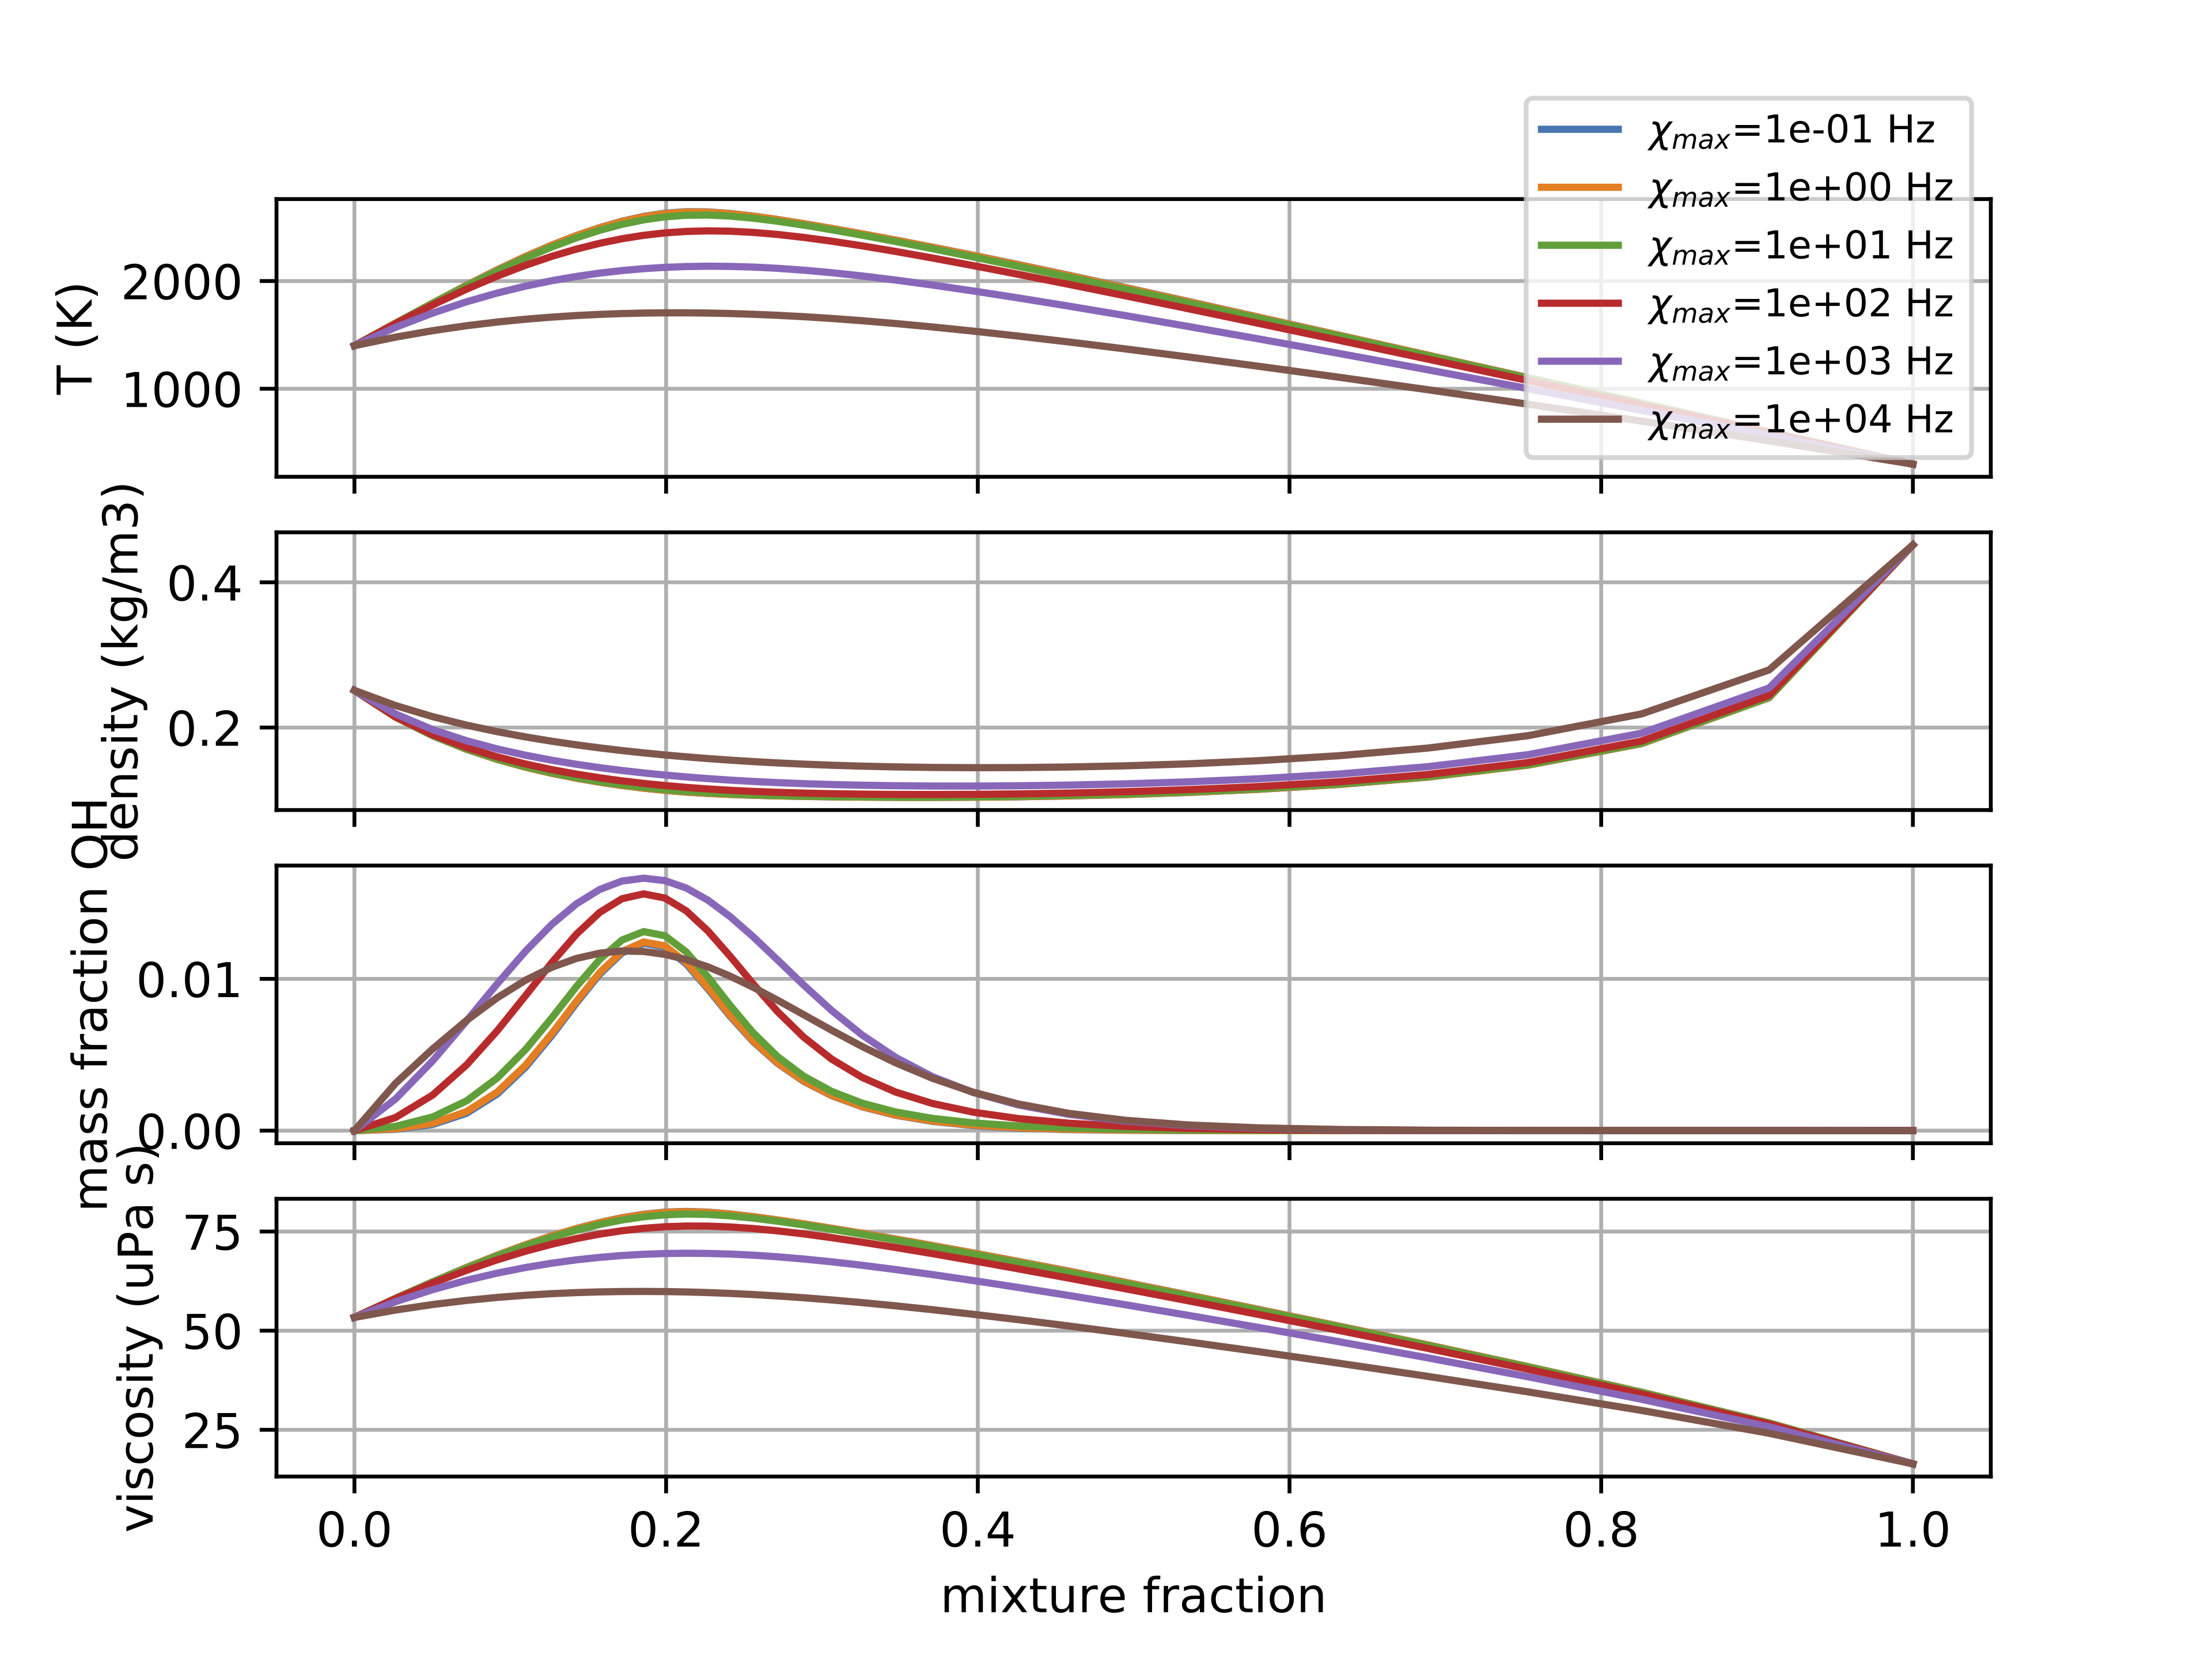 χmax=1e-01 Hz
χmax=1e+00 Hz
χmax=1e+01 Hz
χmax=1e+02 Hz
χmax=1e+03 Hz
χmax=1e+04 Hz
T (K)
2000
1000
density (kg/m3)
0.4
0.2
mass fraction OH
0.01
0.00
viscosity (uPa s)
75
50
25
0.0 0.2 0.4 0.6 0.8 1.0
mixture fraction